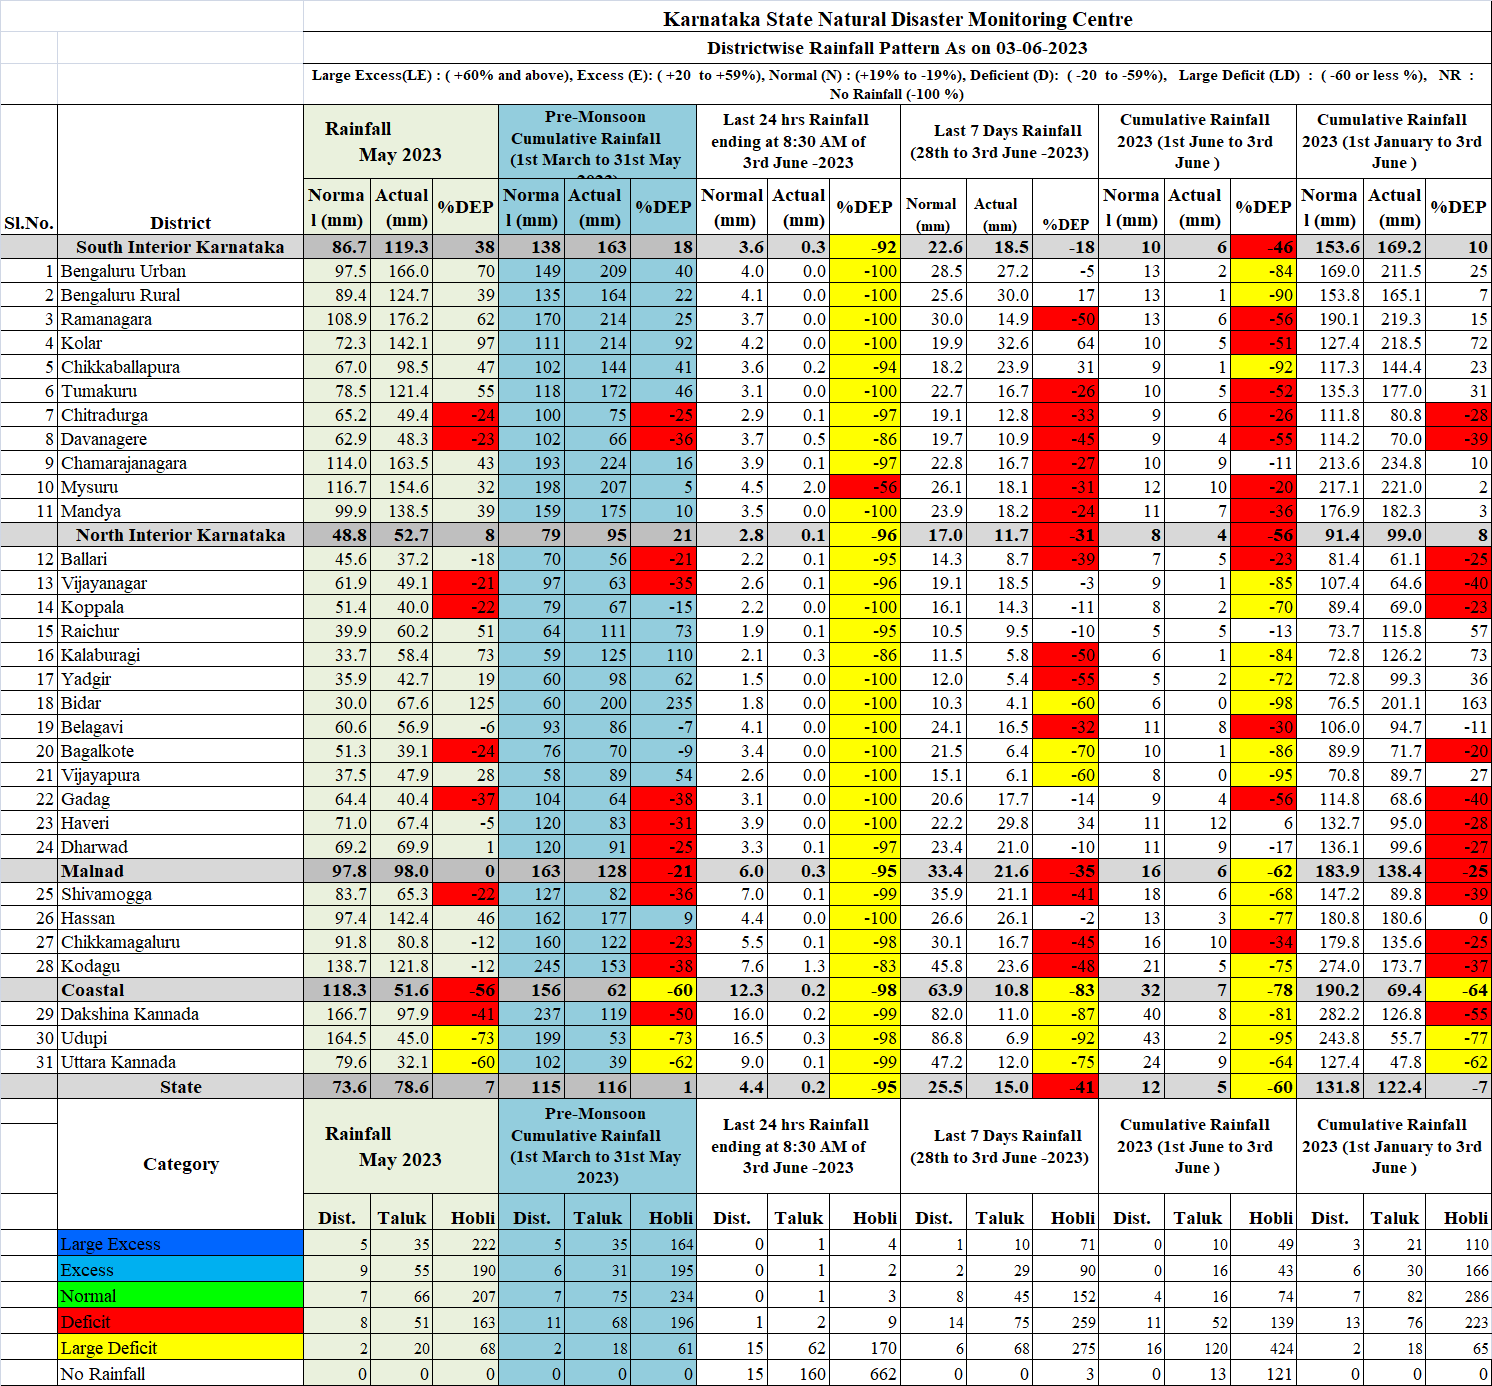 Karnataka State Natural Disaster Monitoring Centre
Districtwise Rainfall Pattern As on 03-06-2023
Large Excess(LE) : ( +60% and above), Excess (E): ( +20 to +59%), Normal (N) : (+19% to -19%), Deficient (D): ( -20 to -59%), Large Deficit (LD) : ( -60 or less %), NR :
No Rainfall (-100 %)
Sl.No. District Rainfall May 2023 Pre-Monsoon Cumulative Rainfall (1st March to 31st May 2023) Last 24 hrs Rainfall ending at 8:30 AM of 3rd June -2023 Last 7 Days Rainfall (28th to 3rd June -2023) Cumulative Rainfall 2023 (1st June to 3rd June ) Cumulative Rainfall 2023 (1st January to 3rd June )
Normal (mm) Actual (mm) %DEP Normal (mm) Actual (mm) %DEP Normal (mm) Actual (mm) %DEP Normal (mm) Actual (mm) %DEP Normal (mm) Actual (mm) %DEP Normal (mm) Actual (mm) %DEP
South Interior Karnataka 86.7 119.3 38 138 163 18 3.6 0.3 -92 22.6 18.5 -18 10 6 -46 153.6 169.2 10
1 Bengaluru Urban 97.5 166.0 70 149 209 40 4.0 0.0 -100 28.5 27.2 -5 13 2 -84 169.0 211.5 25
2 Bengaluru Rural 89.4 124.7 39 135 164 22 4.1 0.0 -100 25.6 30.0 17 13 1 -90 153.8 165.1 7
3 Ramanagara 108.9 176.2 62 170 214 25 3.7 0.0 -100 30.0 14.9 -50 13 6 -56 190.1 219.3 15
4 Kolar 72.3 142.1 97 111 214 92 4.2 0.0 -100 19.9 32.6 64 10 5 -51 127.4 218.5 72
5 Chikkaballapura 67.0 98.5 47 102 144 41 3.6 0.2 -94 18.2 23.9 31 9 1 -92 117.3 144.4 23
6 Tumakuru 78.5 121.4 55 118 172 46 3.1 0.0 -100 22.7 16.7 -26 10 5 -52 135.3 177.0 31
7 Chitradurga 65.2 49.4 -24 100 75 -25 2.9 0.1 -97 19.1 12.8 -33 9 6 -26 111.8 80.8 -28
8 Davanagere 62.9 48.3 -23 102 66 -36 3.7 0.5 -86 19.7 10.9 -45 9 4 -55 114.2 70.0 -39
9 Chamarajanagara 114.0 163.5 43 193 224 16 3.9 0.1 -97 22.8 16.7 -27 10 9 -11 213.6 234.8 10
10 Mysuru 116.7 154.6 32 198 207 5 4.5 2.0 -56 26.1 18.1 -31 12 10 -20 217.1 221.0 2
11 Mandya 99.9 138.5 39 159 175 10 3.5 0.0 -100 23.9 18.2 -24 11 7 -36 176.9 182.3 3
North Interior Karnataka 48.8 52.7 8 79 95 21 2.8 0.1 -96 17.0 11.7 -31 8 4 -56 91.4 99.0 8
12 Ballari 45.6 37.2 -18 70 56 -21 2.2 0.1 -95 14.3 8.7 -39 7 5 -23 81.4 61.1 -25
13 Vijayanagar 61.9 49.1 -21 97 63 -35 2.6 0.1 -96 19.1 18.5 -3 9 1 -85 107.4 64.6 -40
14 Koppala 51.4 40.0 -22 79 67 -15 2.2 0.0 -100 16.1 14.3 -11 8 2 -70 89.4 69.0 -23
15 Raichur 39.9 60.2 51 64 111 73 1.9 0.1 -95 10.5 9.5 -10 5 5 -13 73.7 115.8 57
16 Kalaburagi 33.7 58.4 73 59 125 110 2.1 0.3 -86 11.5 5.8 -50 6 1 -84 72.8 126.2 73
17 Yadgir 35.9 42.7 19 60 98 62 1.5 0.0 -100 12.0 5.4 -55 5 2 -72 72.8 99.3 36
18 Bidar 30.0 67.6 125 60 200 235 1.8 0.0 -100 10.3 4.1 -60 6 0 -98 76.5 201.1 163
19 Belagavi 60.6 56.9 -6 93 86 -7 4.1 0.0 -100 24.1 16.5 -32 11 8 -30 106.0 94.7 -11
20 Bagalkote 51.3 39.1 -24 76 70 -9 3.4 0.0 -100 21.5 6.4 -70 10 1 -86 89.9 71.7 -20
21 Vijayapura 37.5 47.9 28 58 89 54 2.6 0.0 -100 15.1 6.1 -60 8 0 -95 70.8 89.7 27
22 Gadag 64.4 40.4 -37 104 64 -38 3.1 0.0 -100 20.6 17.7 -14 9 4 -56 114.8 68.6 -40
23 Haveri 71.0 67.4 -5 120 83 -31 3.9 0.0 -100 22.2 29.8 34 11 12 6 132.7 95.0 -28
24 Dharwad 69.2 69.9 1 120 91 -25 3.3 0.1 -97 23.4 21.0 -10 11 9 -17 136.1 99.6 -27
Malnad 97.8 98.0 0 163 128 -21 6.0 0.3 -95 33.4 21.6 -35 16 6 -62 183.9 138.4 -25
25 Shivamogga 83.7 65.3 -22 127 82 -36 7.0 0.1 -99 35.9 21.1 -41 18 6 -68 147.2 89.8 -39
26 Hassan 97.4 142.4 46 162 177 9 4.4 0.0 -100 26.6 26.1 -2 13 3 -77 180.8 180.6 0
27 Chikkamagaluru 91.8 80.8 -12 160 122 -23 5.5 0.1 -98 30.1 16.7 -45 16 10 -34 179.8 135.6 -25
28 Kodagu 138.7 121.8 -12 245 153 -38 7.6 1.3 -83 45.8 23.6 -48 21 5 -75 274.0 173.7 -37
Coastal 118.3 51.6 -56 156 62 -60 12.3 0.2 -98 63.9 10.8 -83 32 7 -78 190.2 69.4 -64
29 Dakshina Kannada 166.7 97.9 -41 237 119 -50 16.0 0.2 -99 82.0 11.0 -87 40 8 -81 282.2 126.8 -55
30 Udupi 164.5 45.0 -73 199 53 -73 16.5 0.3 -98 86.8 6.9 -92 43 2 -95 243.8 55.7 -77
31 Uttara Kannada 79.6 32.1 -60 102 39 -62 9.0 0.1 -99 47.2 12.0 -75 24 9 -64 127.4 47.8 -62
State 73.6 78.6 7 115 116 1 4.4 0.2 -95 25.5 15.0 -41 12 5 -60 131.8 122.4 -7
Category Rainfall May 2023 Pre-Monsoon Cumulative Rainfall (1st March to 31st May 2023) Last 24 hrs Rainfall ending at 8:30 AM of 3rd June -2023 Last 7 Days Rainfall (28th to 3rd June -2023) Cumulative Rainfall 2023 (1st June to 3rd June ) Cumulative Rainfall 2023 (1st January to 3rd June )
Dist. Taluk Hobli Dist. Taluk Hobli Dist. Taluk Hobli Dist. Taluk Hobli Dist. Taluk Hobli Dist. Taluk Hobli
Large Excess 5 35 222 5 35 164 0 1 4 1 10 71 0 10 49 3 21 110
Excess 9 55 190 6 31 195 0 1 2 2 29 90 0 16 43 6 30 166
Normal 7 66 207 7 75 234 0 1 3 8 45 152 4 16 74 7 82 286
Deficit 8 51 163 11 68 196 1 2 9 14 75 259 11 52 139 13 76 223
Large Deficit 2 20 68 2 18 61 15 62 170 6 68 275 16 120 424 2 18 65
No Rainfall 0 0 0 0 0 0 15 160 662 0 0 3 0 13 121 0 0 0